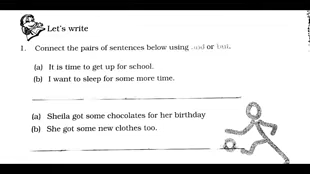 Let's write
1. Connect the pairs of sentences below using and or but.
(a) It is time to get up for school.
(b) I want to sleep for some more time.
(a) Sheila got some chocolates for her birthday
(b) She got some new clothes too.